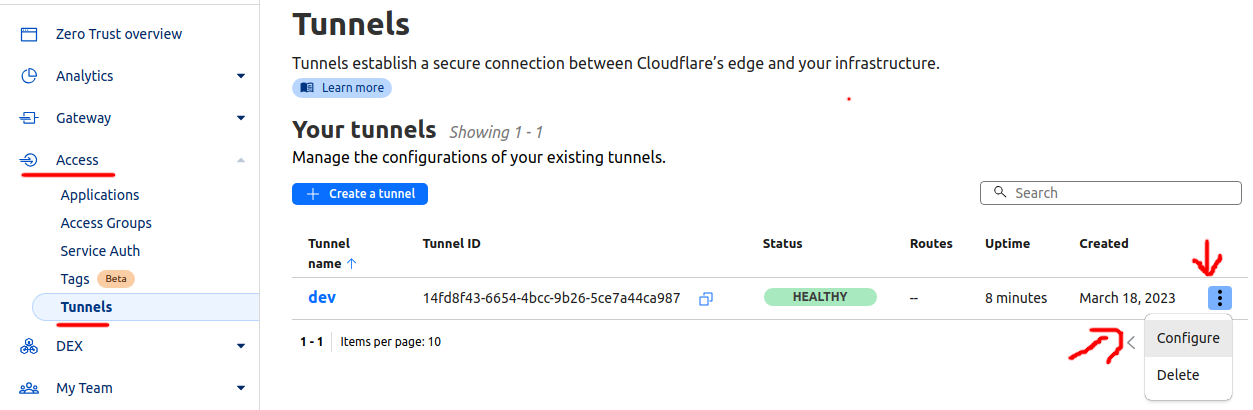 Zero Trust overview
Analytics
Gateway
Access
Applications
Access Groups
Service Auth
Tags Beta
Tunnels
DEX
My Team
Tunnels
Tunnels establish a secure connection between Cloudflare’s edge and your infrastructure.
Learn more
Your tunnels Showing 1 - 1
Manage the configurations of your existing tunnels.
+ Create a tunnel
Search
Tunnel name ↑ Tunnel ID Status Routes Uptime Created
dev 14fd8f43-6654-4bcc-9b26-5ce7a44ca987 HEALTHY -- 8 minutes March 18, 2023
1 - 1 Items per page: 10
Configure
Delete